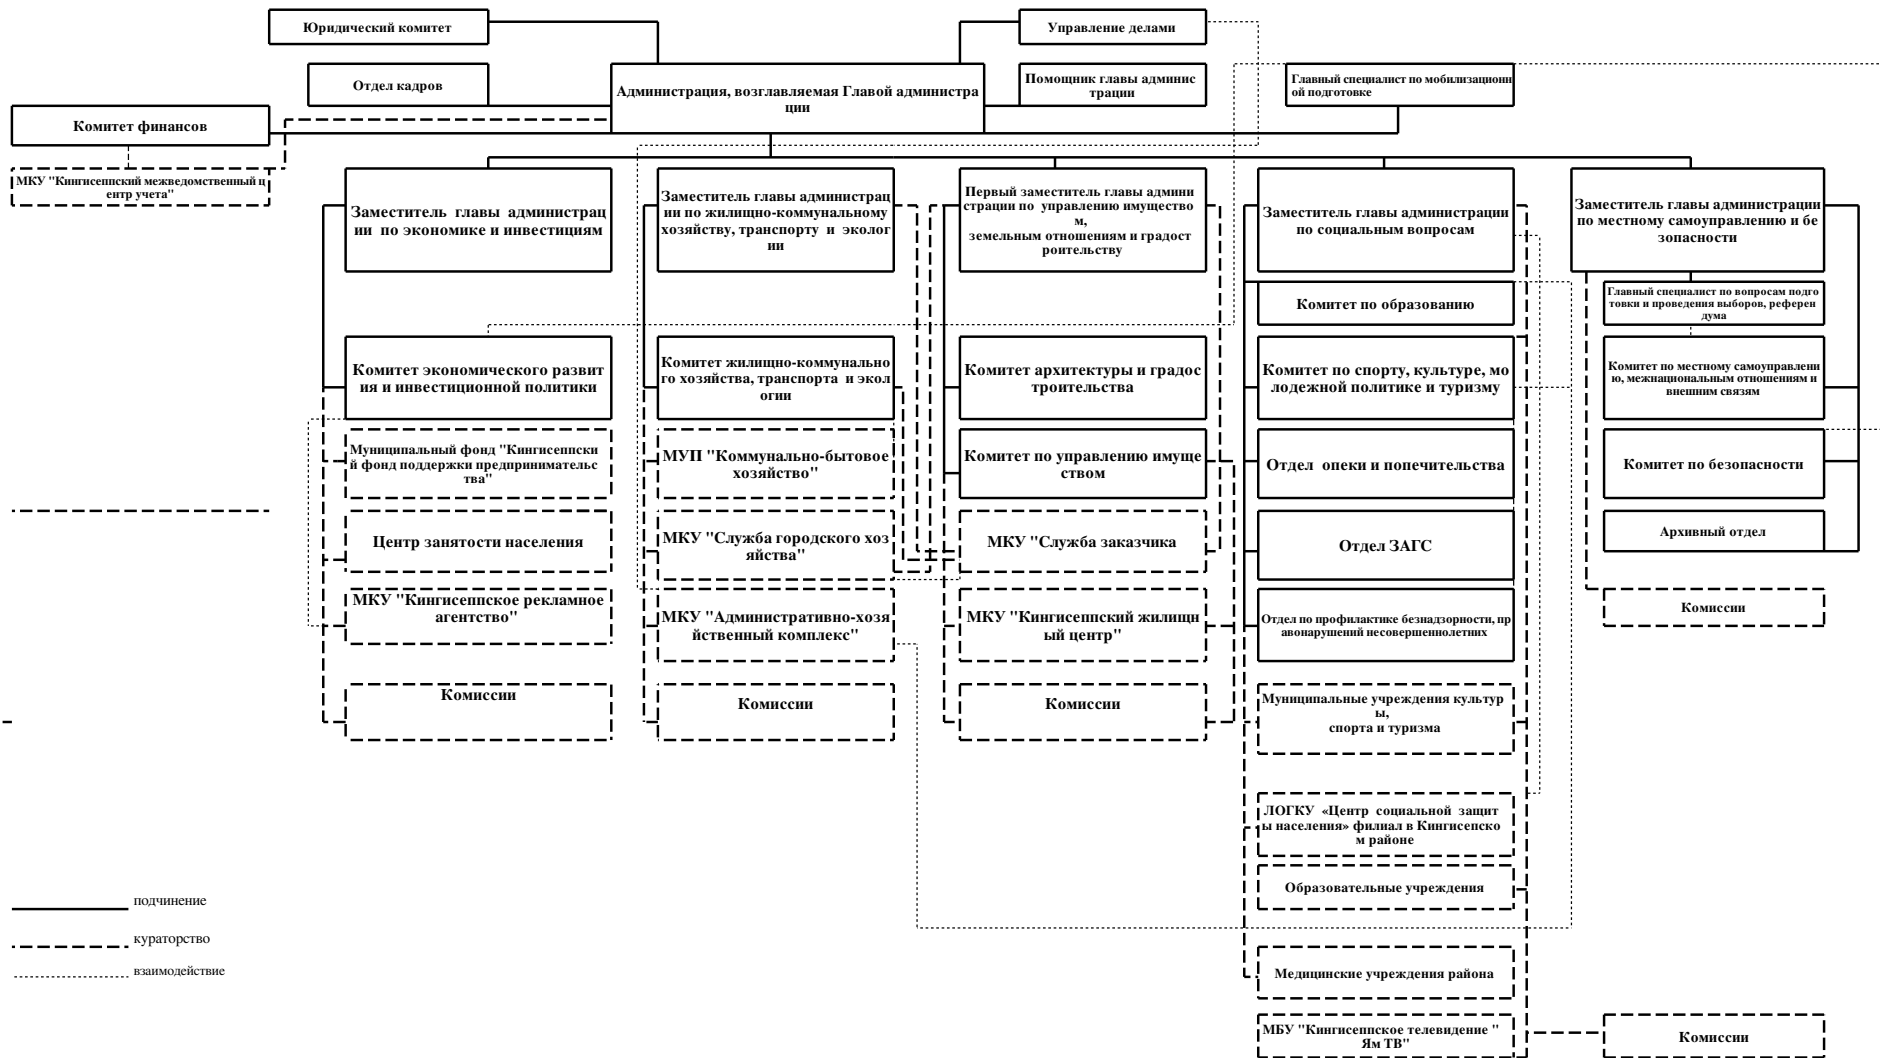 Юридический комитет
Управление делами
Отдел кадров
Администрация, возглавляемая Главой администра
ции
Помощник главы админис
трации
Главный специалист по мобилизационн
ой подготовке
Комитет финансов
МКУ "Кингисеппский межведомственный ц
ентр учета"
Заместитель главы администрац
ии по экономике и инвестициям
Заместитель главы администрац
ии по жилищно-коммунальному
хозяйству, транспорту и эколог
ии
Первый заместитель главы админи
страции по управлению имущество
м,
земельным отношениям и градост
роительству
Заместитель главы администрации
по социальным вопросам
Заместитель главы администрации
по местному самоуправлению и бе
зопасности
Комитет по образованию
Главный специалист по вопросам подго
товки и проведения выборов, референ
дума
Комитет экономического развит
ия и инвестиционной политики
Комитет жилищно-коммунально
го хозяйства, транспорта и экол
огии
Комитет архитектуры и градос
троительства
Комитет по спорту, культуре, мо
лодежной политике и туризму
Комитет по местному самоуправлени
ю, межнациональным отношениям и
внешним связям
Муниципальный фонд "Кингисеппски
й фонд поддержки предпринимательс
тва"
МУП "Коммунально-бытовое
хозяйство"
Комитет по управлению имуще
ством
Отдел опеки и попечительства
Комитет по безопасности
Центр занятости населения
МКУ "Служба городского хоз
яйства"
МКУ "Служба заказчика
Отдел ЗАГС
Архивный отдел
МКУ "Кингисеппское рекламное
агентство"
МКУ "Административно-хозя
йственный комплекс"
МКУ "Кингисеппский жилищн
ый центр"
Отдел по профилактике безнадзорности, пр
авонарушений несовершеннолетних
Комиссии
Комиссии
Комиссии
Комиссии
Муниципальные учреждения культур
ы,
спорта и туризма
ЛОГКУ «Центр социальной защит
ы населения» филиал в Кингисепско
м районе
Образовательные учреждения
подчинение
кураторство
взаимодействие
Медицинские учреждения района
МБУ "Кингисеппское телевидение "
Ям ТВ"
Комиссии